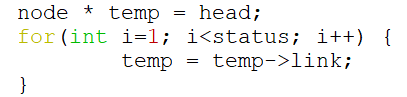 node * temp = head;
for(int i=1; i<status; i++) {
        temp = temp->link;
}